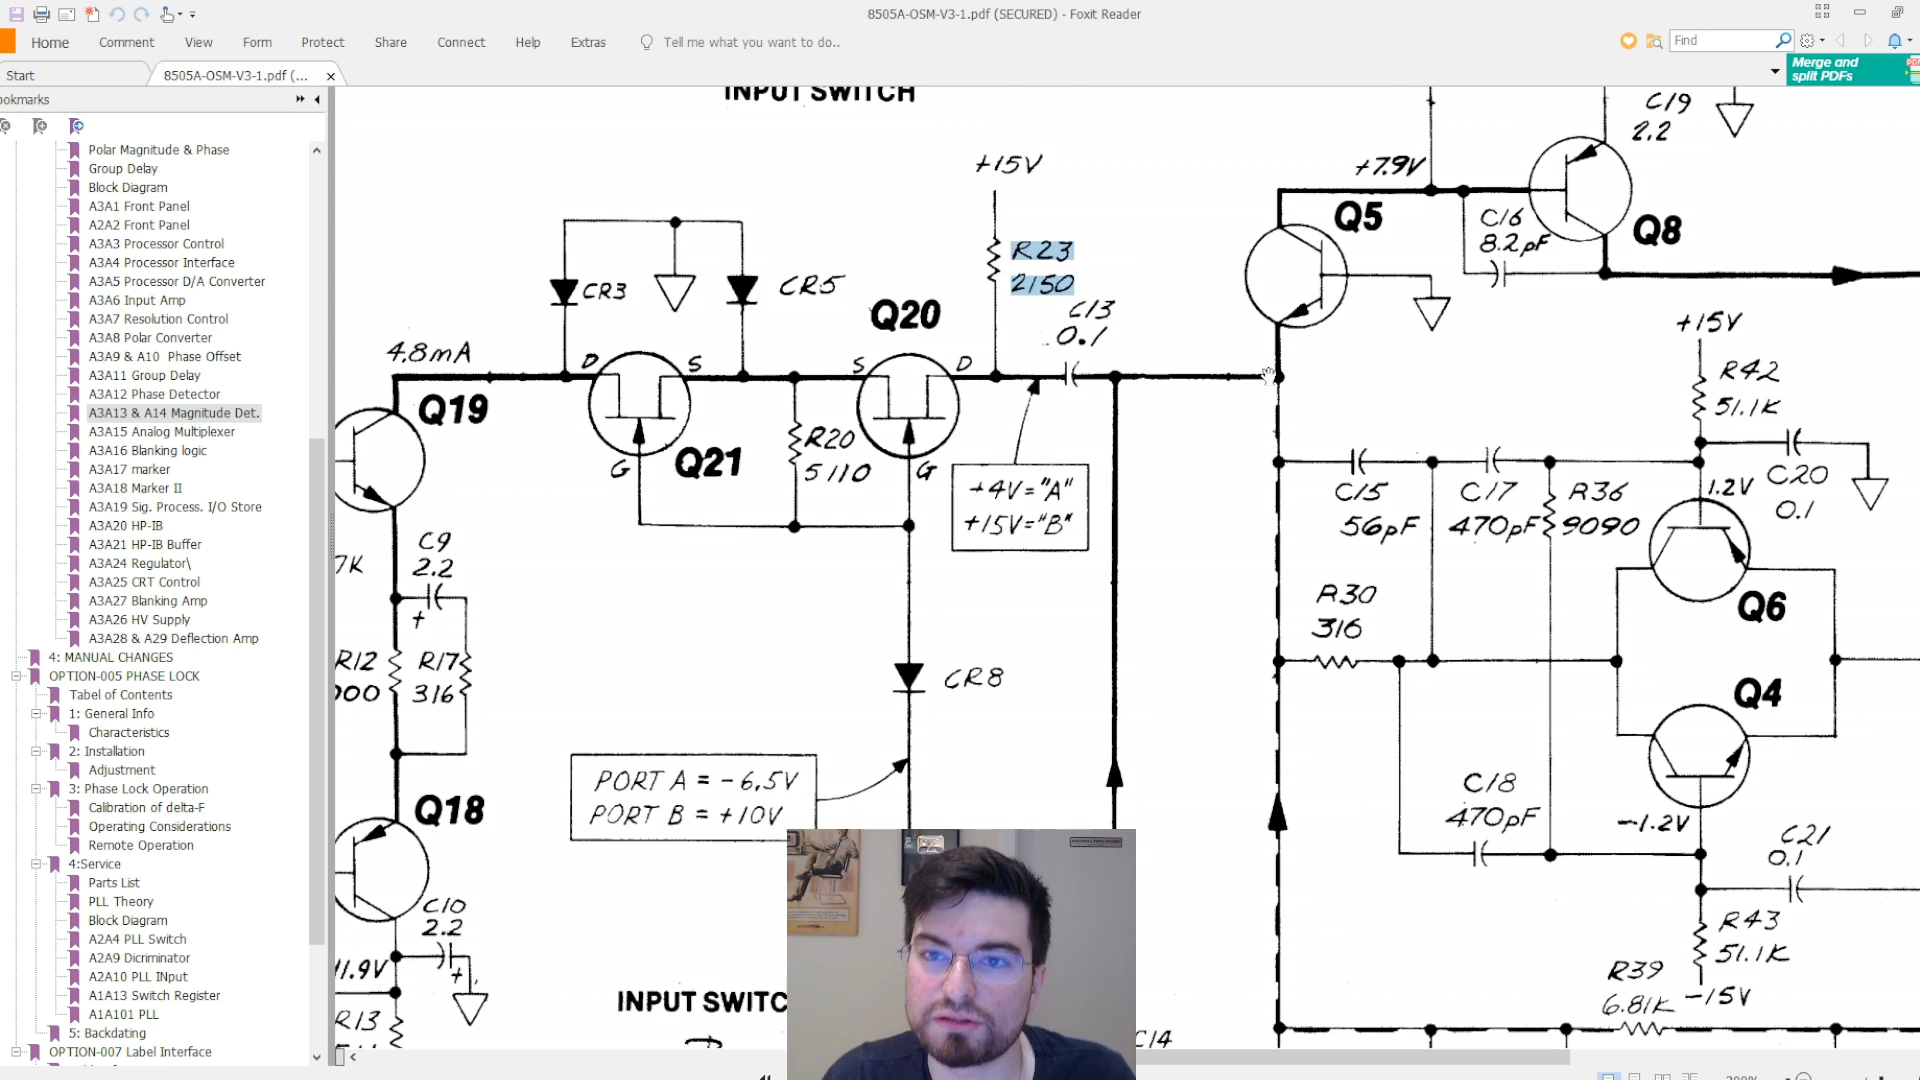 8505A-OSM-V3-1.pdf (SECURED) - Foxit Reader
Home Comment View Form Protect Share Connect Help Extras Tell me what you want to do..
Find
Start
8505A-OSM-V3-1.pdf (...
Merge and
split PDFs
ookmarks
Polar Magnitude & Phase
Group Delay
Block Diagram
A3A1 Front Panel
A2A2 Front Panel
A3A3 Processor Control
A3A4 Processor Interface
A3A5 Processor D/A Converter
A3A6 Input Amp
A3A7 Resolution Control
A3A8 Polar Converter
A3A9 & A10  Phase Offset
A3A11 Group Delay
A3A12 Phase Detector
A3A13 & A14 Magnitude Det.
A3A15 Analog Multiplexer
A3A16 Blanking logic
A3A17 marker
A3A18 Marker II
A3A19 Sig. Process. I/O Store
A3A20 HP-IB
A3A21 HP-IB Buffer
A3A24 Regulator\
A3A25 CRT Control
A3A27 Blanking Amp
A3A26 HV Supply
A3A28 & A29 Deflection Amp
4: MANUAL CHANGES
OPTION-005 PHASE LOCK
Tabel of Contents
1: General Info
Characteristics
2: Installation
Adjustment
3: Phase Lock Operation
Calibration of delta-F
Operating Considerations
Remote Operation
4:Service
Parts List
PLL Theory
Block Diagram
A2A4 PLL Switch
A2A9 Dicriminator
A2A10 PLL INput
A1A13 Switch Register
A1A101 PLL
5: Backdating
OPTION-007 Label Interface
INPUT SWITCH
+15V
R23
2150
CR3
CR5
Q20
C13
0.1
4.8mA
D
S
S
D
Q19
G
Q21
R20
5110
G
+4V="A"
+15V="B"
7K
C9
2.2
+
R12
000
R17
316
CR8
PORT A = -6.5V
PORT B = +10V
Q18
C10
2.2
+
11.9V
R13
INPUT SWITC
C14
+7.9V
Q5
C19
2.2
C16
8.2pF
Q8
+15V
R42
51.1K
C15
56pF
C17
470pF
R36
9090
1.2V
C20
0.1
Q6
R30
316
Q4
C18
470pF
-1.2V
C21
0.1
R43
51.1K
R39
6.81K
-15V